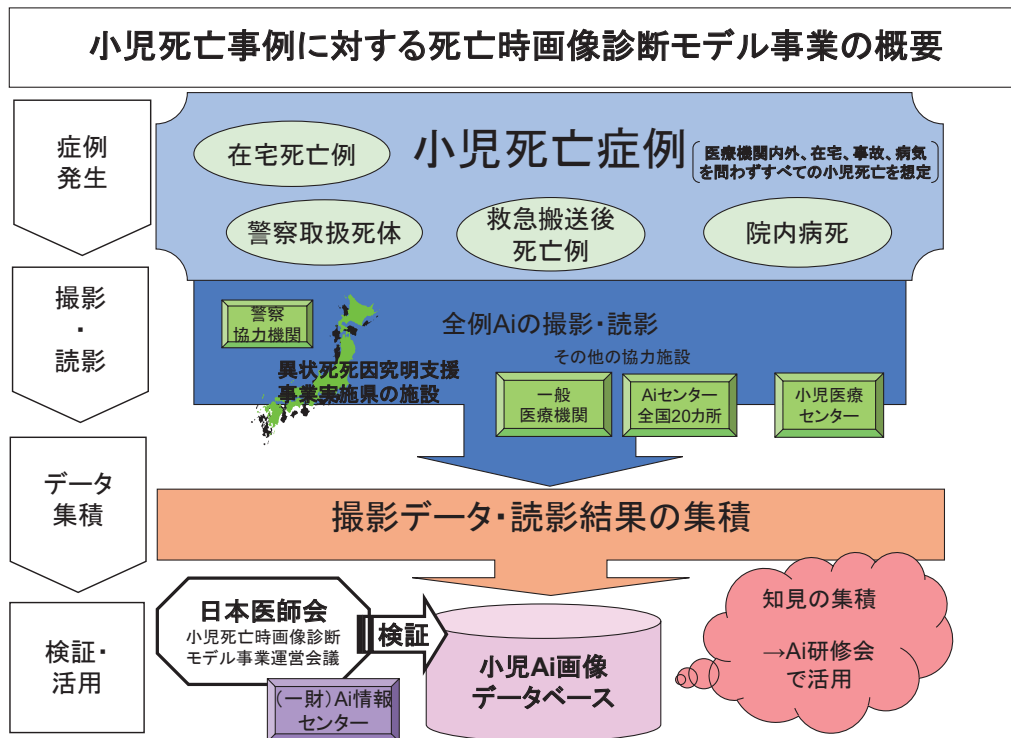 小児死亡事例に対する死亡時画像診断モデル事業の概要
症例
発生
小児死亡症例
医療機関内外、在宅、事故、病気
を問わずすべての小児死亡を想定
在宅死亡例
警察取扱死体
救急搬送後
死亡例
院内病死
撮影
・
読影
警察
協力機関
全例Aiの撮影・読影
その他の協力施設
異状死死因究明支援
事業実施県の施設
一般
医療機関
Aiセンター
全国20カ所
小児医療
センター
データ
集積
撮影データ・読影結果の集積
検証・
活用
日本医師会
小児死亡時画像診断
モデル事業運営会議
検証
(一財)Ai情報
センター
小児Ai画像
データベース
知見の集積
→Ai研修会
で活用